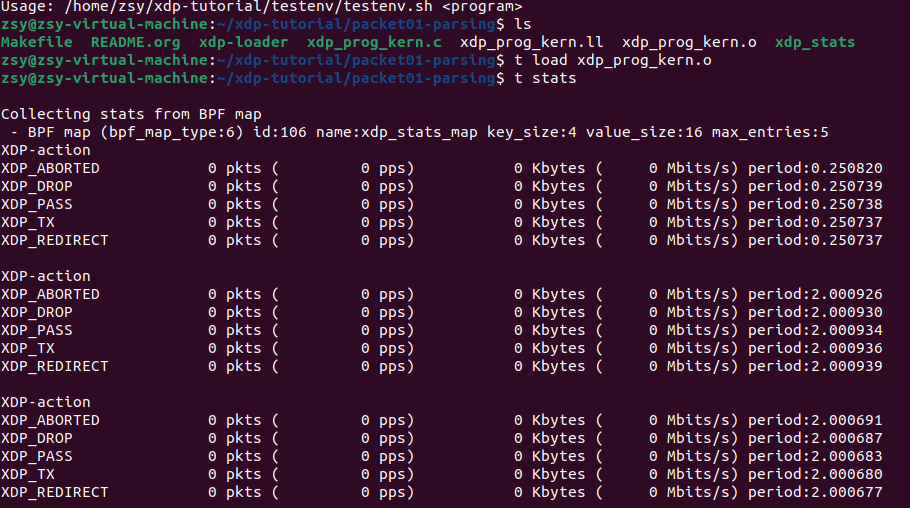 Usage: /home/zsy/xdp-tutorial/testenv/testenv.sh <program>
zsy@zsy-virtual-machine:~/xdp-tutorial/packet01-parsing$ ls
Makefile  README.org  xdp-loader  xdp_prog_kern.c  xdp_prog_kern.ll  xdp_prog_kern.o  xdp_stats
zsy@zsy-virtual-machine:~/xdp-tutorial/packet01-parsing$ t load xdp_prog_kern.o
zsy@zsy-virtual-machine:~/xdp-tutorial/packet01-parsing$ t stats

Collecting stats from BPF map
 - BPF map (bpf_map_type:6) id:106 name:xdp_stats_map key_size:4 value_size:16 max_entries:5
XDP-action
XDP_ABORTED            0 pkts (         0 pps)           0 Kbytes (     0 Mbits/s) period:0.250820
XDP_DROP               0 pkts (         0 pps)           0 Kbytes (     0 Mbits/s) period:0.250739
XDP_PASS               0 pkts (         0 pps)           0 Kbytes (     0 Mbits/s) period:0.250738
XDP_TX                 0 pkts (         0 pps)           0 Kbytes (     0 Mbits/s) period:0.250737
XDP_REDIRECT           0 pkts (         0 pps)           0 Kbytes (     0 Mbits/s) period:0.250737

XDP-action
XDP_ABORTED            0 pkts (         0 pps)           0 Kbytes (     0 Mbits/s) period:2.000926
XDP_DROP               0 pkts (         0 pps)           0 Kbytes (     0 Mbits/s) period:2.000930
XDP_PASS               0 pkts (         0 pps)           0 Kbytes (     0 Mbits/s) period:2.000934
XDP_TX                 0 pkts (         0 pps)           0 Kbytes (     0 Mbits/s) period:2.000936
XDP_REDIRECT           0 pkts (         0 pps)           0 Kbytes (     0 Mbits/s) period:2.000939

XDP-action
XDP_ABORTED            0 pkts (         0 pps)           0 Kbytes (     0 Mbits/s) period:2.000691
XDP_DROP               0 pkts (         0 pps)           0 Kbytes (     0 Mbits/s) period:2.000687
XDP_PASS               0 pkts (         0 pps)           0 Kbytes (     0 Mbits/s) period:2.000683
XDP_TX                 0 pkts (         0 pps)           0 Kbytes (     0 Mbits/s) period:2.000680
XDP_REDIRECT           0 pkts (         0 pps)           0 Kbytes (     0 Mbits/s) period:2.000677